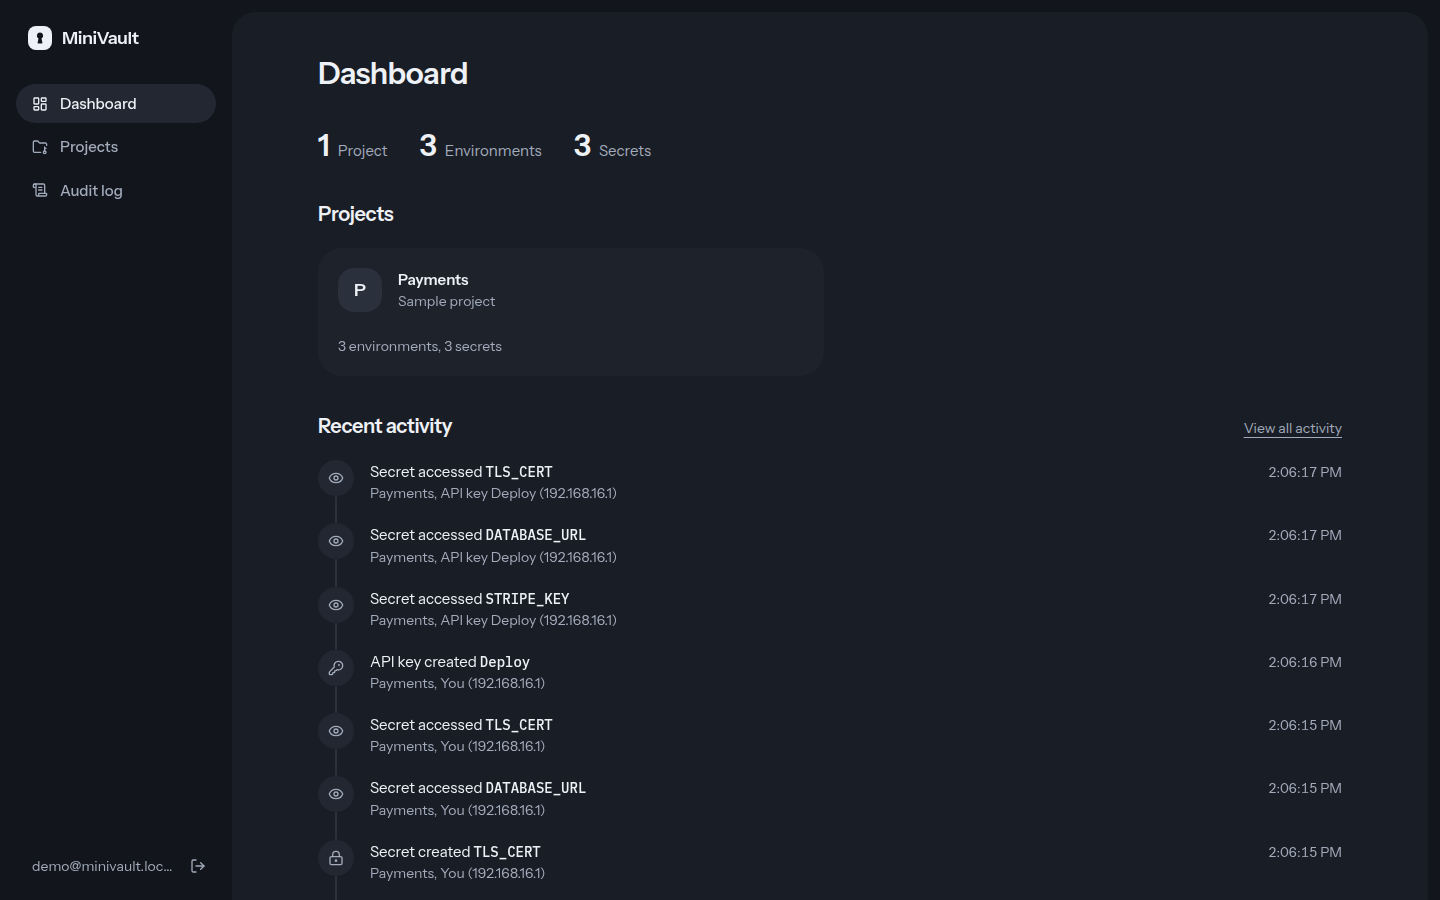 MiniVault
Dashboard
Projects
Audit log
demo@minivault.loc...
Dashboard
1 Project 3 Environments 3 Secrets
Projects
P
Payments
Sample project
3 environments, 3 secrets
Recent activity
View all activity
Secret accessed TLS_CERT 2:06:17 PM
Payments, API key Deploy (192.168.16.1)
Secret accessed DATABASE_URL 2:06:17 PM
Payments, API key Deploy (192.168.16.1)
Secret accessed STRIPE_KEY 2:06:17 PM
Payments, API key Deploy (192.168.16.1)
API key created Deploy 2:06:16 PM
Payments, You (192.168.16.1)
Secret accessed TLS_CERT 2:06:15 PM
Payments, You (192.168.16.1)
Secret accessed DATABASE_URL 2:06:15 PM
Payments, You (192.168.16.1)
Secret created TLS_CERT 2:06:15 PM
Payments, You (192.168.16.1)